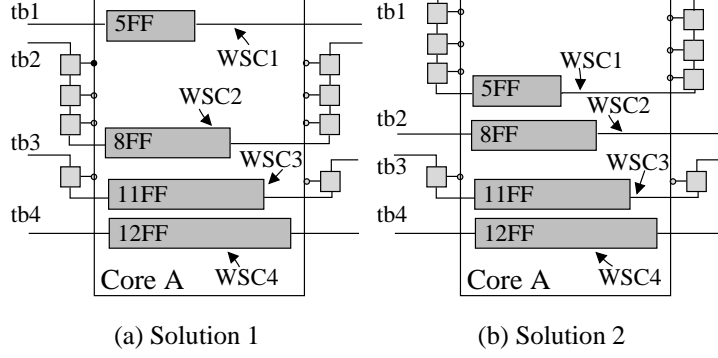 tb1
5FF
WSC1
tb2
WSC2
8FF
tb3
WSC3
11FF
tb4
12FF
WSC4
Core A
(a) Solution 1
tb1
WSC1
5FF
WSC2
tb2
8FF
tb3
WSC3
11FF
tb4
12FF
WSC4
Core A
(b) Solution 2